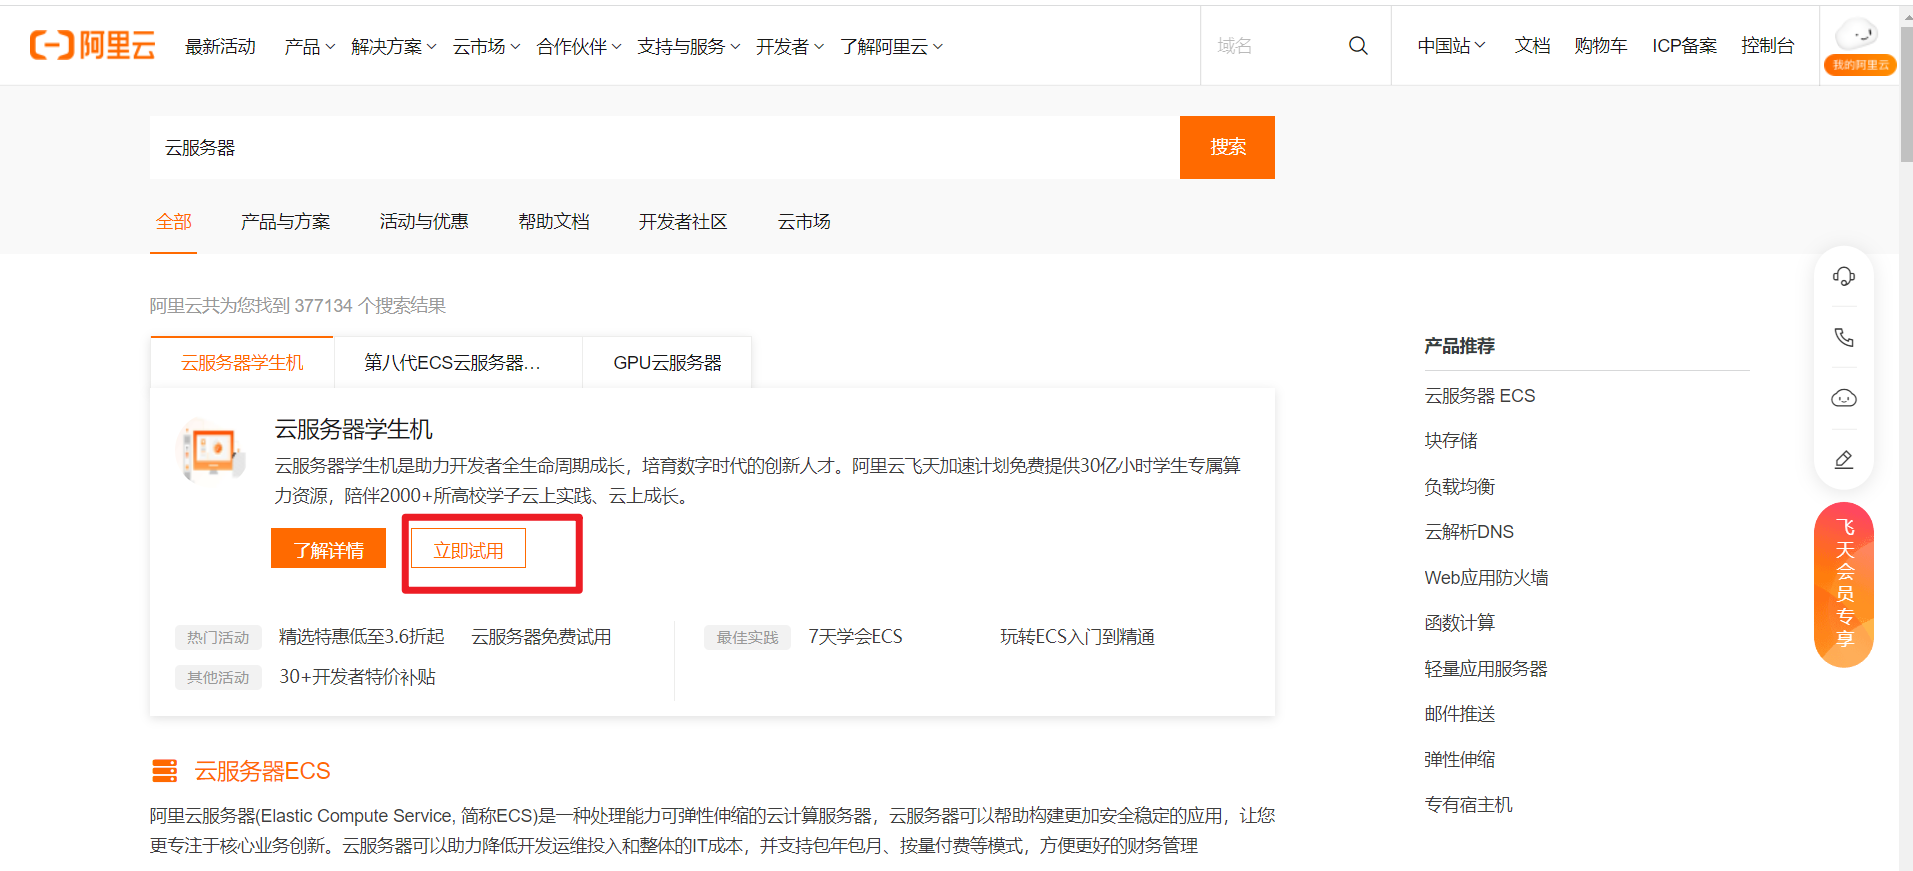 阿里云
最新活动 产品 解决方案 云市场 合作伙伴 支持与服务 开发者 了解阿里云
域名
中国站 文档 购物车 ICP备案 控制台
我的阿里云
云服务器
搜索
全部 产品与方案 活动与优惠 帮助文档 开发者社区 云市场
阿里云共为您找到 377134 个搜索结果
云服务器学生机 第八代ECS云服务器... GPU云服务器
云服务器学生机
云服务器学生机是助力开发者全生命周期成长，培育数字时代的创新人才。阿里云飞天加速计划免费提供30亿小时学生专属算
力资源，陪伴2000+所高校学子云上实践、云上成长。
了解详情 立即试用
热门活动 精选特惠低至3.6折起 云服务器免费试用
其他活动 30+开发者特价补贴
最佳实践 7天学会ECS 玩转ECS入门到精通
云服务器ECS
阿里云服务器(Elastic Compute Service, 简称ECS)是一种处理能力可弹性伸缩的云计算服务器，云服务器可以帮助构建更加安全稳定的应用，让您
更专注于核心业务创新。云服务器可以助力降低开发运维投入和整体的IT成本，并支持包年包月、按量付费等模式，方便更好的财务管理
产品推荐
云服务器 ECS
块存储
负载均衡
云解析DNS
Web应用防火墙
函数计算
轻量应用服务器
邮件推送
弹性伸缩
专有宿主机
飞天会员专享